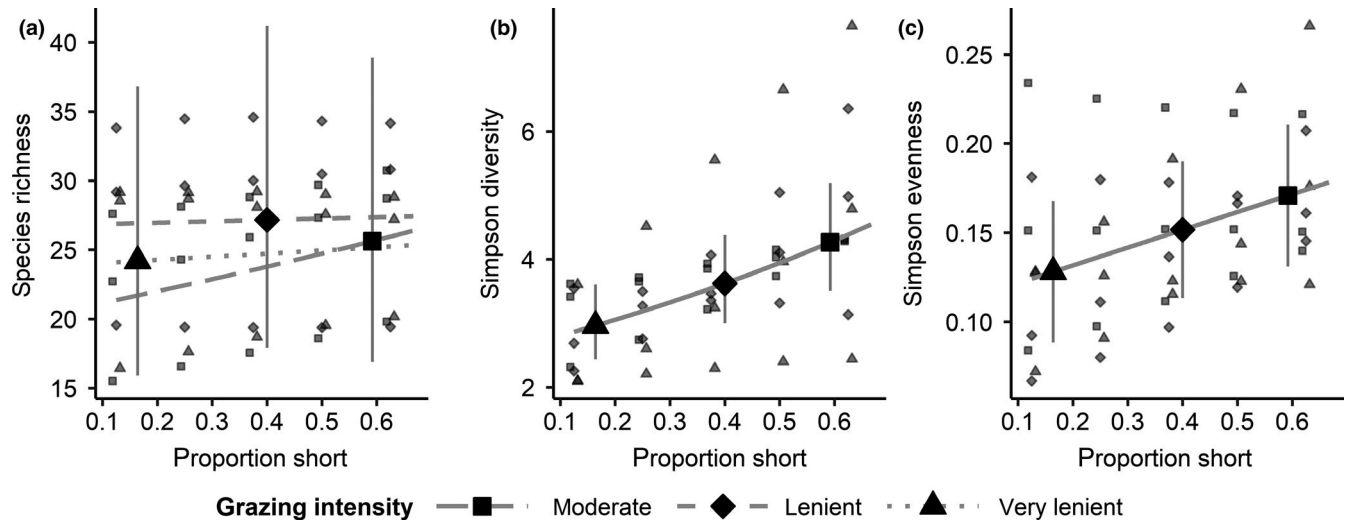 (a)
Species richness
40
35
30
25
20
15
0.1 0.2 0.3 0.4 0.5 0.6
Proportion short
(b)
Simpson diversity
6
4
2
0.1 0.2 0.3 0.4 0.5 0.6
Proportion short
(c)
Simpson evenness
0.25
0.20
0.15
0.10
0.1 0.2 0.3 0.4 0.5 0.6
Proportion short
Grazing intensity Moderate Lenient Very lenient